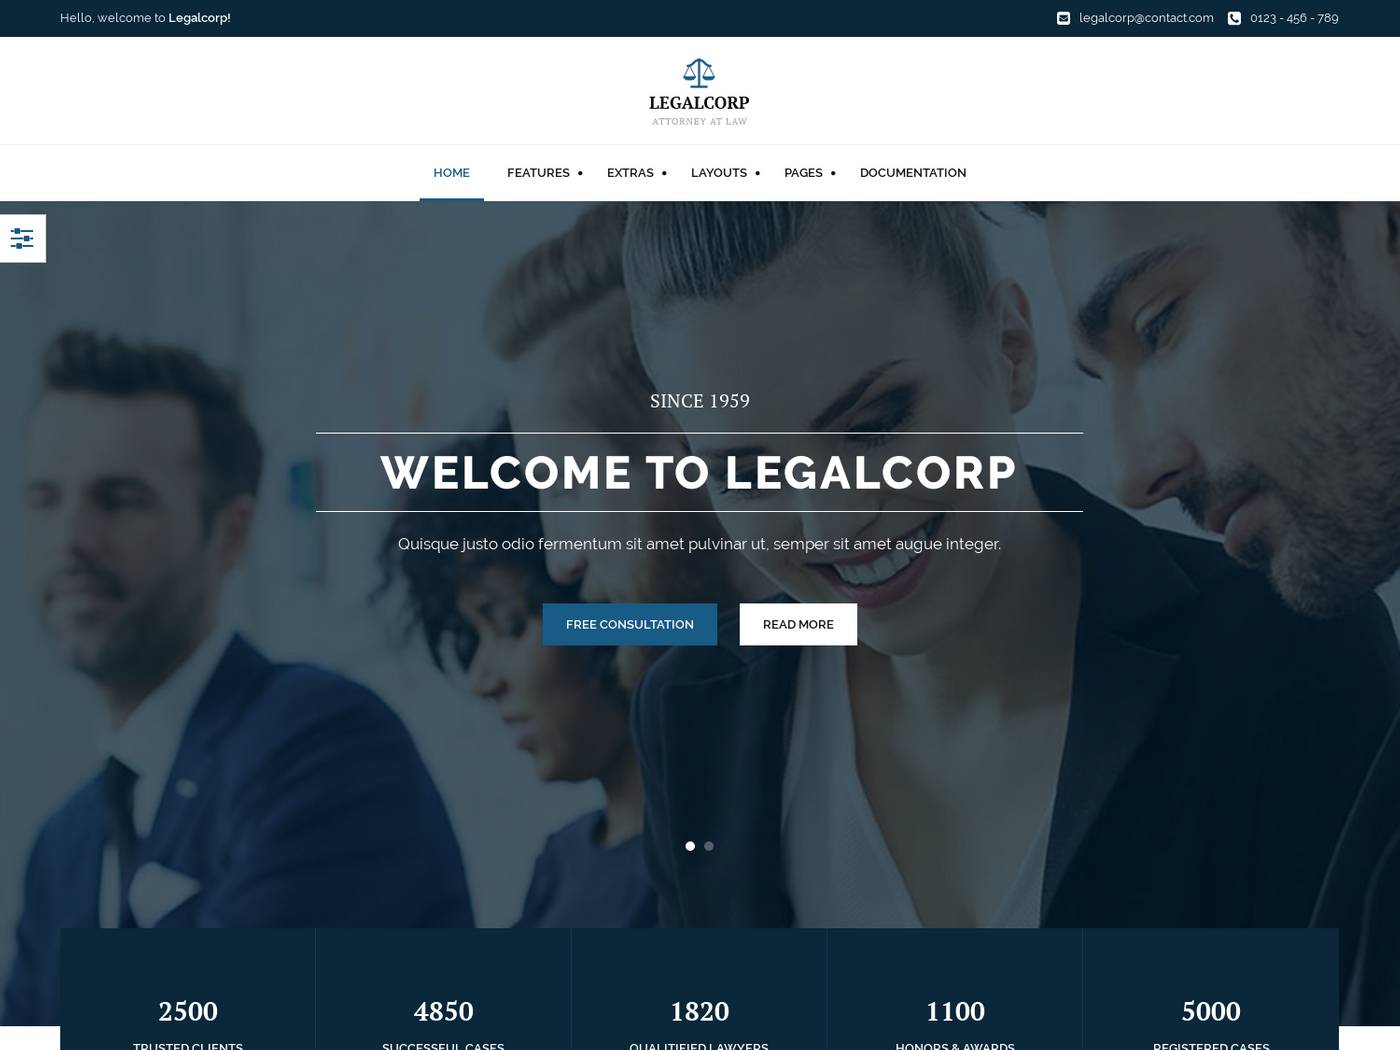 Hello, welcome to Legalcorp!
legalcorp@contact.com 0123 - 456 - 789
LEGALCORP
ATTORNEY AT LAW
HOME FEATURES EXTRAS LAYOUTS PAGES DOCUMENTATION
SINCE 1959
WELCOME TO LEGALCORP
Quisque justo odio fermentum sit amet pulvinar ut, semper sit amet augue integer.
FREE CONSULTATION READ MORE
2500 4850 1820 1100 5000
TRUSTED CLIENTS SUCCESSFUL CASES QUALITIFIED LAWYERS HONORS & AWARDS REGISTERED CASES